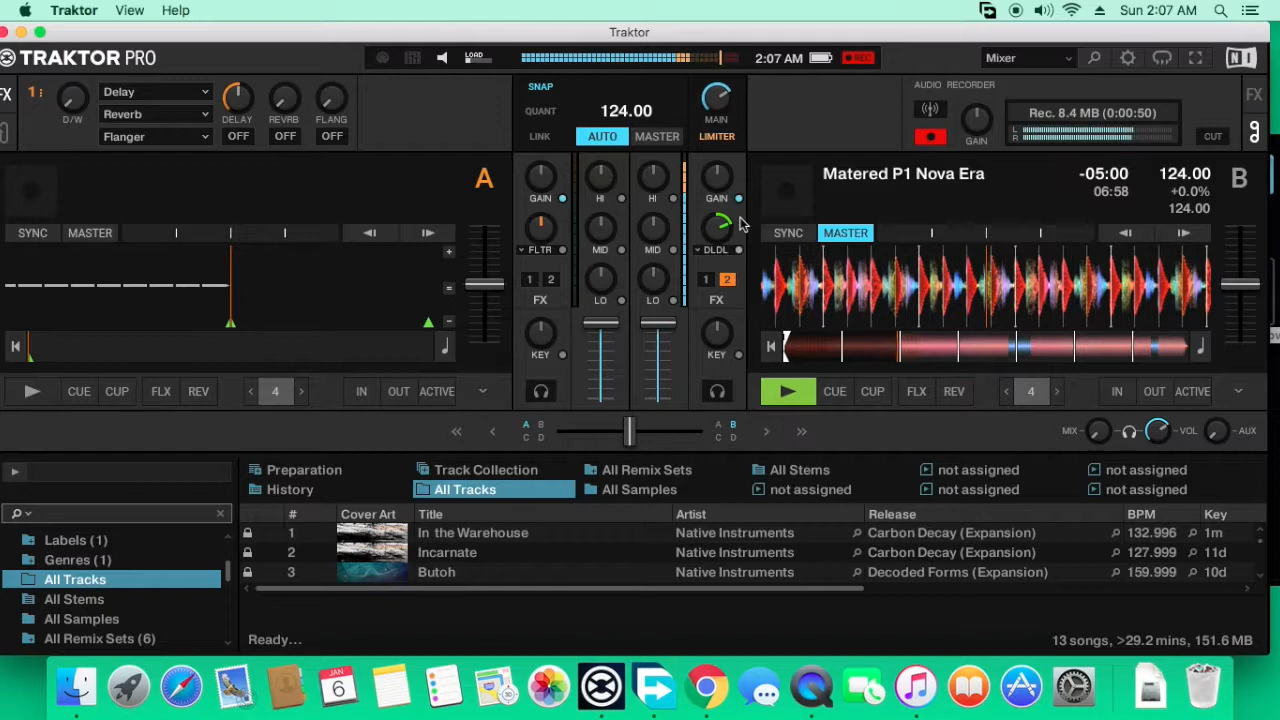 Traktor View Help
Sun 2:07 AM
Traktor
TRAKTOR PRO
LOAD
2:07 AM
REC
Mixer
FX
1
D/W
Delay
Reverb
Flanger
DELAY REVRB FLANG
OFF OFF OFF
SNAP
QUANT 124.00
LINK AUTO MASTER
MAIN
LIMITER
AUDIO RECORDER
GAIN
Rec. 8.4 MB (0:00:50)
L
R
CUT
FX
A
SYNC MASTER
+
=
-
CUE CUP FLX REV 4 IN OUT ACTIVE
GAIN HI HI GAIN
FLTR MID MID DLDL
1 2 LO LO 1 2
FX FX
KEY KEY
Matered P1 Nova Era
-05:00 124.00
06:58 +0.0%
124.00
B
SYNC MASTER
CUE CUP FLX REV 4 IN OUT ACTIVE
A B
C D
A B
C D
MIX VOL AUX
Preparation Track Collection All Remix Sets All Stems not assigned not assigned
History All Tracks All Samples not assigned not assigned not assigned
# Cover Art Title Artist Release BPM Key
1 In the Warehouse Native Instruments Carbon Decay (Expansion) 132.996 1m
2 Incarnate Native Instruments Carbon Decay (Expansion) 127.999 11d
3 Butoh Native Instruments Decoded Forms (Expansion) 159.999 10d
Labels (1)
Genres (1)
All Tracks
All Stems
All Samples
All Remix Sets (6)
Ready...
13 songs, >29.2 mins, 151.6 MB
JAN
6